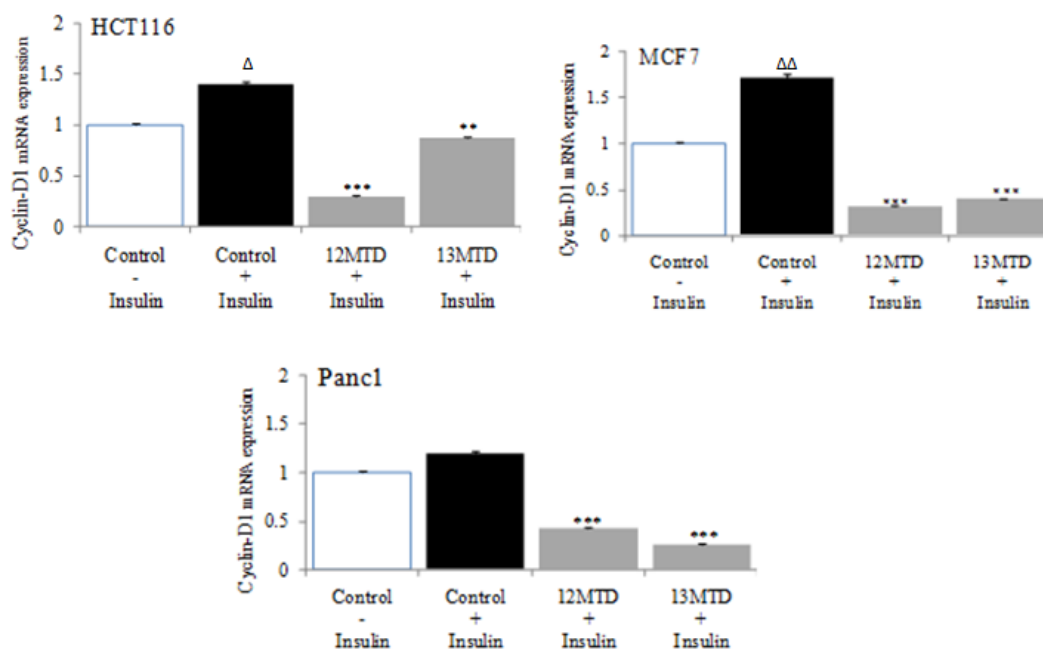 HCT116
Cyclin-D1 mRNA expression
2
1.5
1
0.5
0
Δ
***
**
Control Control 12MTD 13MTD
- + + +
Insulin Insulin Insulin Insulin
MCF7
Cyclin-D1 mRNA expression
2
1.5
1
0.5
0
ΔΔ
*** ***
Control Control 12MTD 13MTD
- + + +
Insulin Insulin Insulin Insulin
Panc1
Cyclin-D1 mRNA expression
2
1.5
1
0.5
0
*** ***
Control Control 12MTD 13MTD
- + + +
Insulin Insulin Insulin Insulin